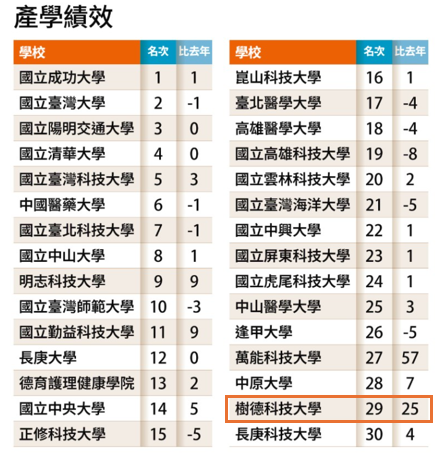 產學績效
學校 名次 比去年
國立成功大學 1 1
國立臺灣大學 2 -1
國立陽明交通大學 3 0
國立清華大學 4 0
國立臺灣科技大學 5 3
中國醫藥大學 6 -1
國立臺北科技大學 7 -1
國立中山大學 8 1
明志科技大學 9 9
國立臺灣師範大學 10 -3
國立勤益科技大學 11 9
長庚大學 12 0
德育護理健康學院 13 2
國立中央大學 14 5
正修科技大學 15 -5
學校 名次 比去年
崑山科技大學 16 1
臺北醫學大學 17 -4
高雄醫學大學 18 -4
國立高雄科技大學 19 -8
國立雲林科技大學 20 2
國立臺灣海洋大學 21 -5
國立中興大學 22 1
國立屏東科技大學 23 1
國立虎尾科技大學 24 1
中山醫學大學 25 3
逢甲大學 26 -5
萬能科技大學 27 57
中原大學 28 7
樹德科技大學 29 25
長庚科技大學 30 4